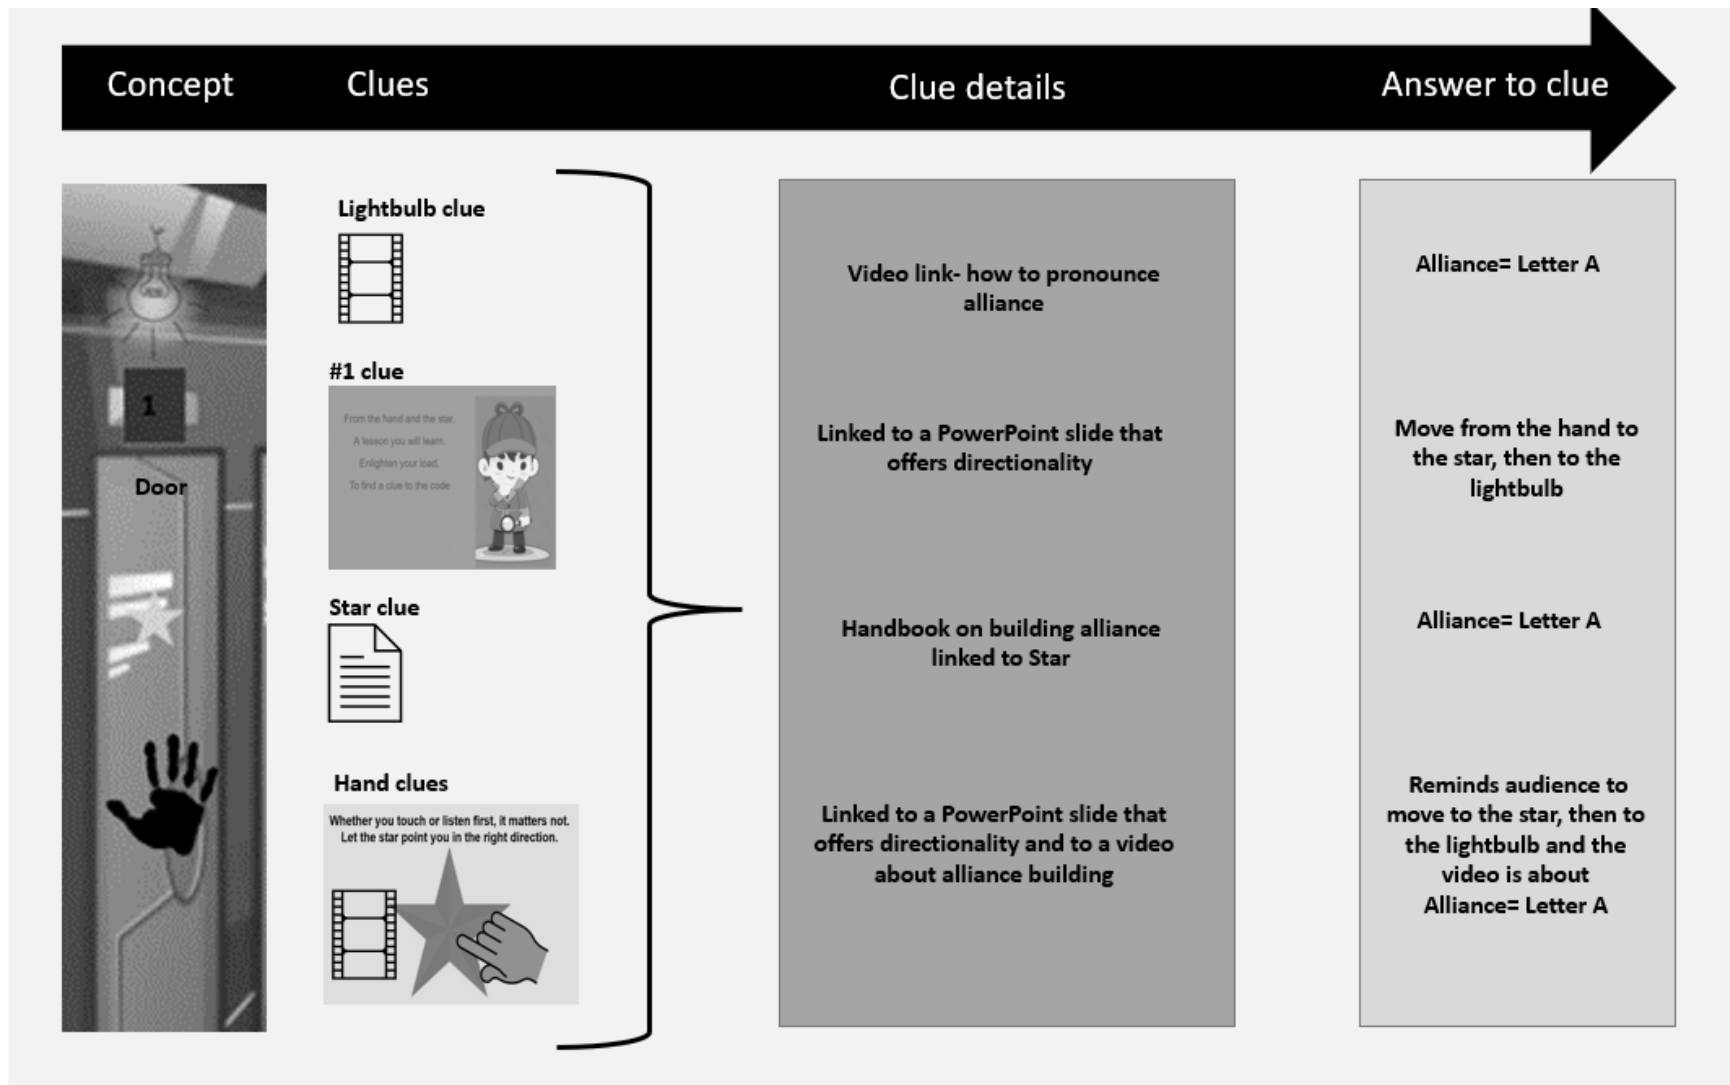 Concept
Clues
Clue details
Answer to clue
1
Door
Lightbulb clue
#1 clue
From the hand and the star,
A lesson you will learn.
Enlighten your load,
To find a clue to the code
Star clue
Hand clues
Whether you touch or listen first, it matters not.
Let the star point you in the right direction.
Video link- how to pronounce
alliance
Linked to a PowerPoint slide that
offers directionality
Handbook on building alliance
linked to Star
Linked to a PowerPoint slide that
offers directionality and to a video
about alliance building
Alliance= Letter A
Move from the hand to
the star, then to the
lightbulb
Alliance= Letter A
Reminds audience to
move to the star, then to
the lightbulb and the
video is about
Alliance= Letter A